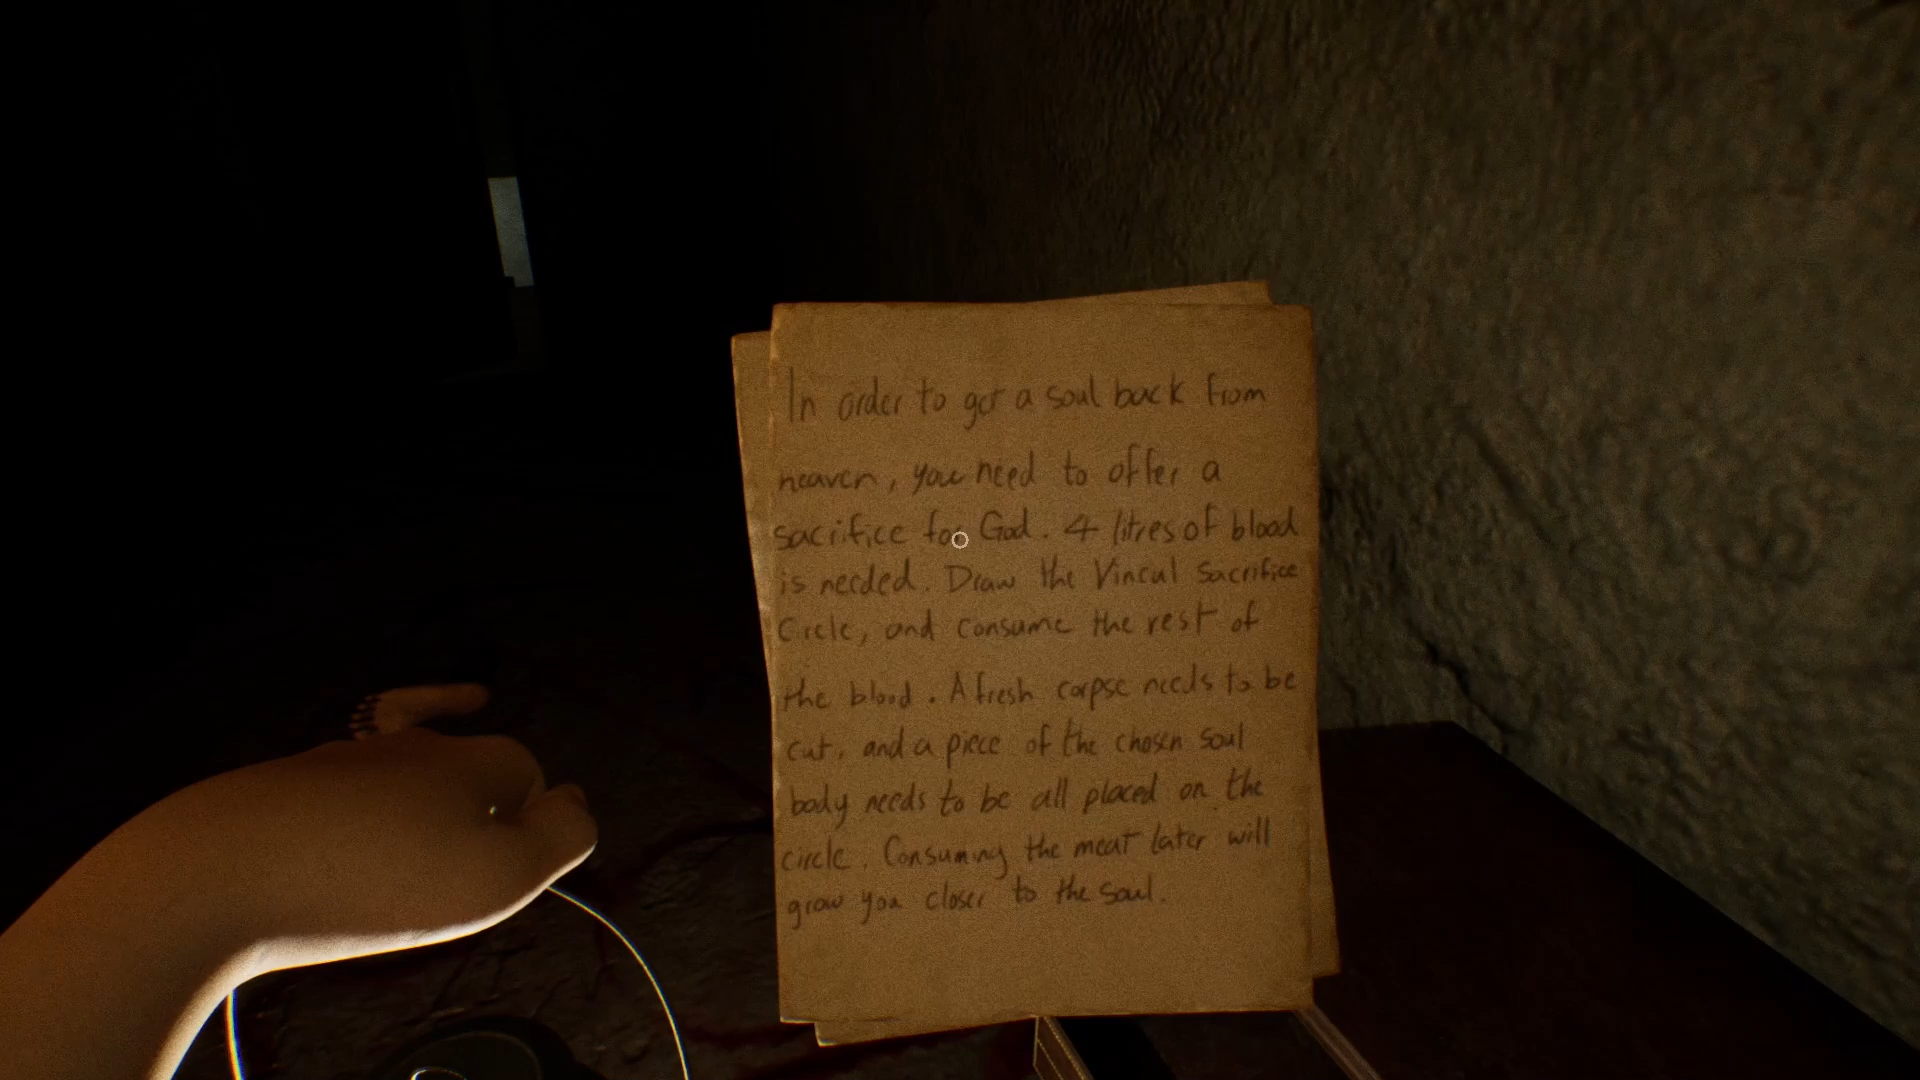 In order to get a soul back from
heaven, you need to offer a
sacrifice for God. 4 litres of blood
is needed. Draw the Vincul Sacrifice
Circle, and consume the rest of
the blood. A fresh corpse needs to be
cut, and a piece of the chosen soul
body needs to be all placed on the
circle. Consuming the meat later will
grow you closer to the soul.